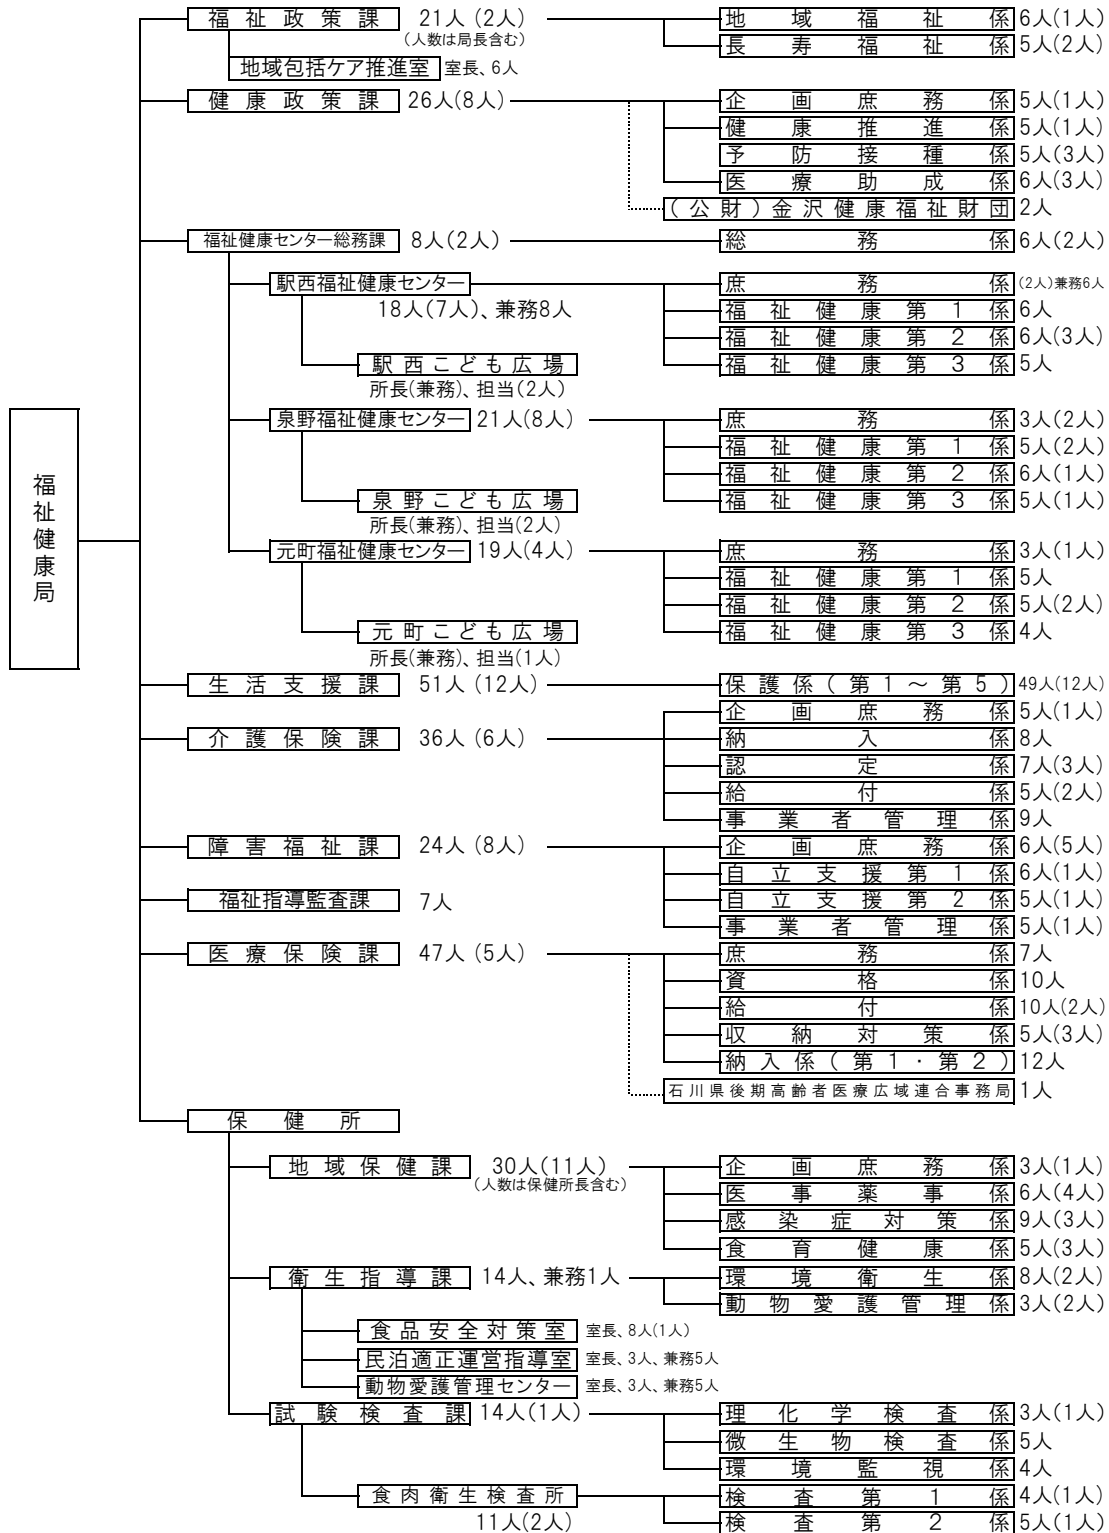 福祉政策課 21人 (2人) 地域福祉係 6人(1人)
(人数は局長含む) 長寿福祉係 5人(2人)
地域包括ケア推進室 室長、6人
健康政策課 26人(8人) 企画庶務係 5人(1人)
健康推進係 5人(1人)
予防接種係 5人(3人)
医療助成係 6人(3人)
(公財)金沢健康福祉財団 2人
福祉健康センター総務課 8人(2人) 総務係 6人(2人)
駅西福祉健康センター 庶務係 (2人)兼務6人
18人(7人)、兼務8人 福祉健康第1係 6人
福祉健康第2係 6人(3人)
駅西こども広場 福祉健康第3係 5人
所長(兼務)、担当(2人)
泉野福祉健康センター 21人(8人) 庶務係 3人(2人)
福祉健康第1係 5人(2人)
福祉健康第2係 6人(1人)
泉野こども広場 福祉健康第3係 5人(1人)
所長(兼務)、担当(2人)
福祉健康局
元町福祉健康センター 19人(4人) 庶務係 3人(1人)
福祉健康第1係 5人
福祉健康第2係 5人(2人)
元町こども広場 福祉健康第3係 4人
所長(兼務)、担当(1人)
生活支援課 51人 (12人) 保護係(第1～第5) 49人(12人)
企画庶務係 5人(1人)
介護保険課 36人 (6人) 納入係 8人
認定係 7人(3人)
給付係 5人(2人)
事業者管理係 9人
障害福祉課 24人 (8人) 企画庶務係 6人(5人)
自立支援第1係 6人(1人)
福祉指導監査課 7人 自立支援第2係 5人(1人)
事業者管理係 5人(1人)
医療保険課 47人 (5人) 庶務係 7人
資格係 10人
給付係 10人(2人)
収納対策係 5人(3人)
納入係(第1・第2) 12人
石川県後期高齢者医療広域連合事務局 1人
保健所
地域保健課 30人(11人) 企画庶務係 3人(1人)
(人数は保健所長含む) 医事薬事係 6人(4人)
感染症対策係 9人(3人)
食育健康係 5人(3人)
衛生指導課 14人、兼務1人 環境衛生係 8人(2人)
動物愛護管理係 3人(2人)
食品安全対策室 室長、8人(1人)
民泊適正運営指導室 室長、3人、兼務5人
動物愛護管理センター 室長、3人、兼務5人
試験検査課 14人(1人) 理化学検査係 3人(1人)
微生物検査係 5人
環境監視係 4人
食肉衛生検査所 検査第1係 4人(1人)
11人(2人) 検査第2係 5人(1人)